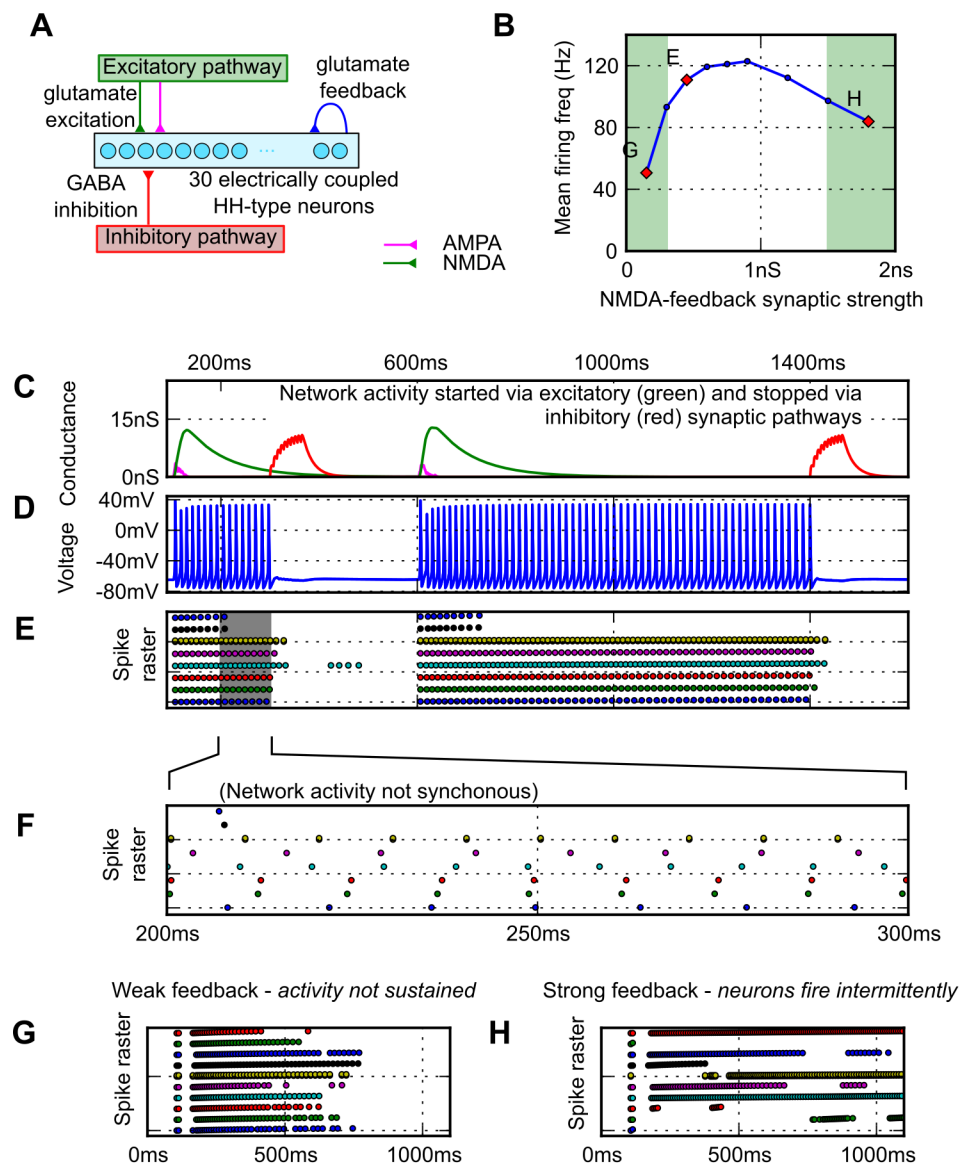 A
Excitatory pathway
glutamate
excitation
glutamate
feedback
...
GABA
inhibition
30 electrically coupled
HH-type neurons
Inhibitory pathway
AMPA
NMDA
B
Mean firing freq (Hz)
120
80
40
0
E
G
H
0
1nS
2ns
NMDA-feedback synaptic strength
200ms
600ms
1000ms
1400ms
C
Conductance
15nS
0nS
Network activity started via excitatory (green) and stopped via
inhibitory (red) synaptic pathways
D
Voltage
40mV
0mV
-40mV
-80mV
E
Spike
raster
(Network activity not synchonous)
F
Spike
raster
200ms
250ms
300ms
Weak feedback - activity not sustained
G
Spike raster
0ms
500ms
1000ms
Strong feedback - neurons fire intermittently
H
Spike raster
0ms
500ms
1000ms